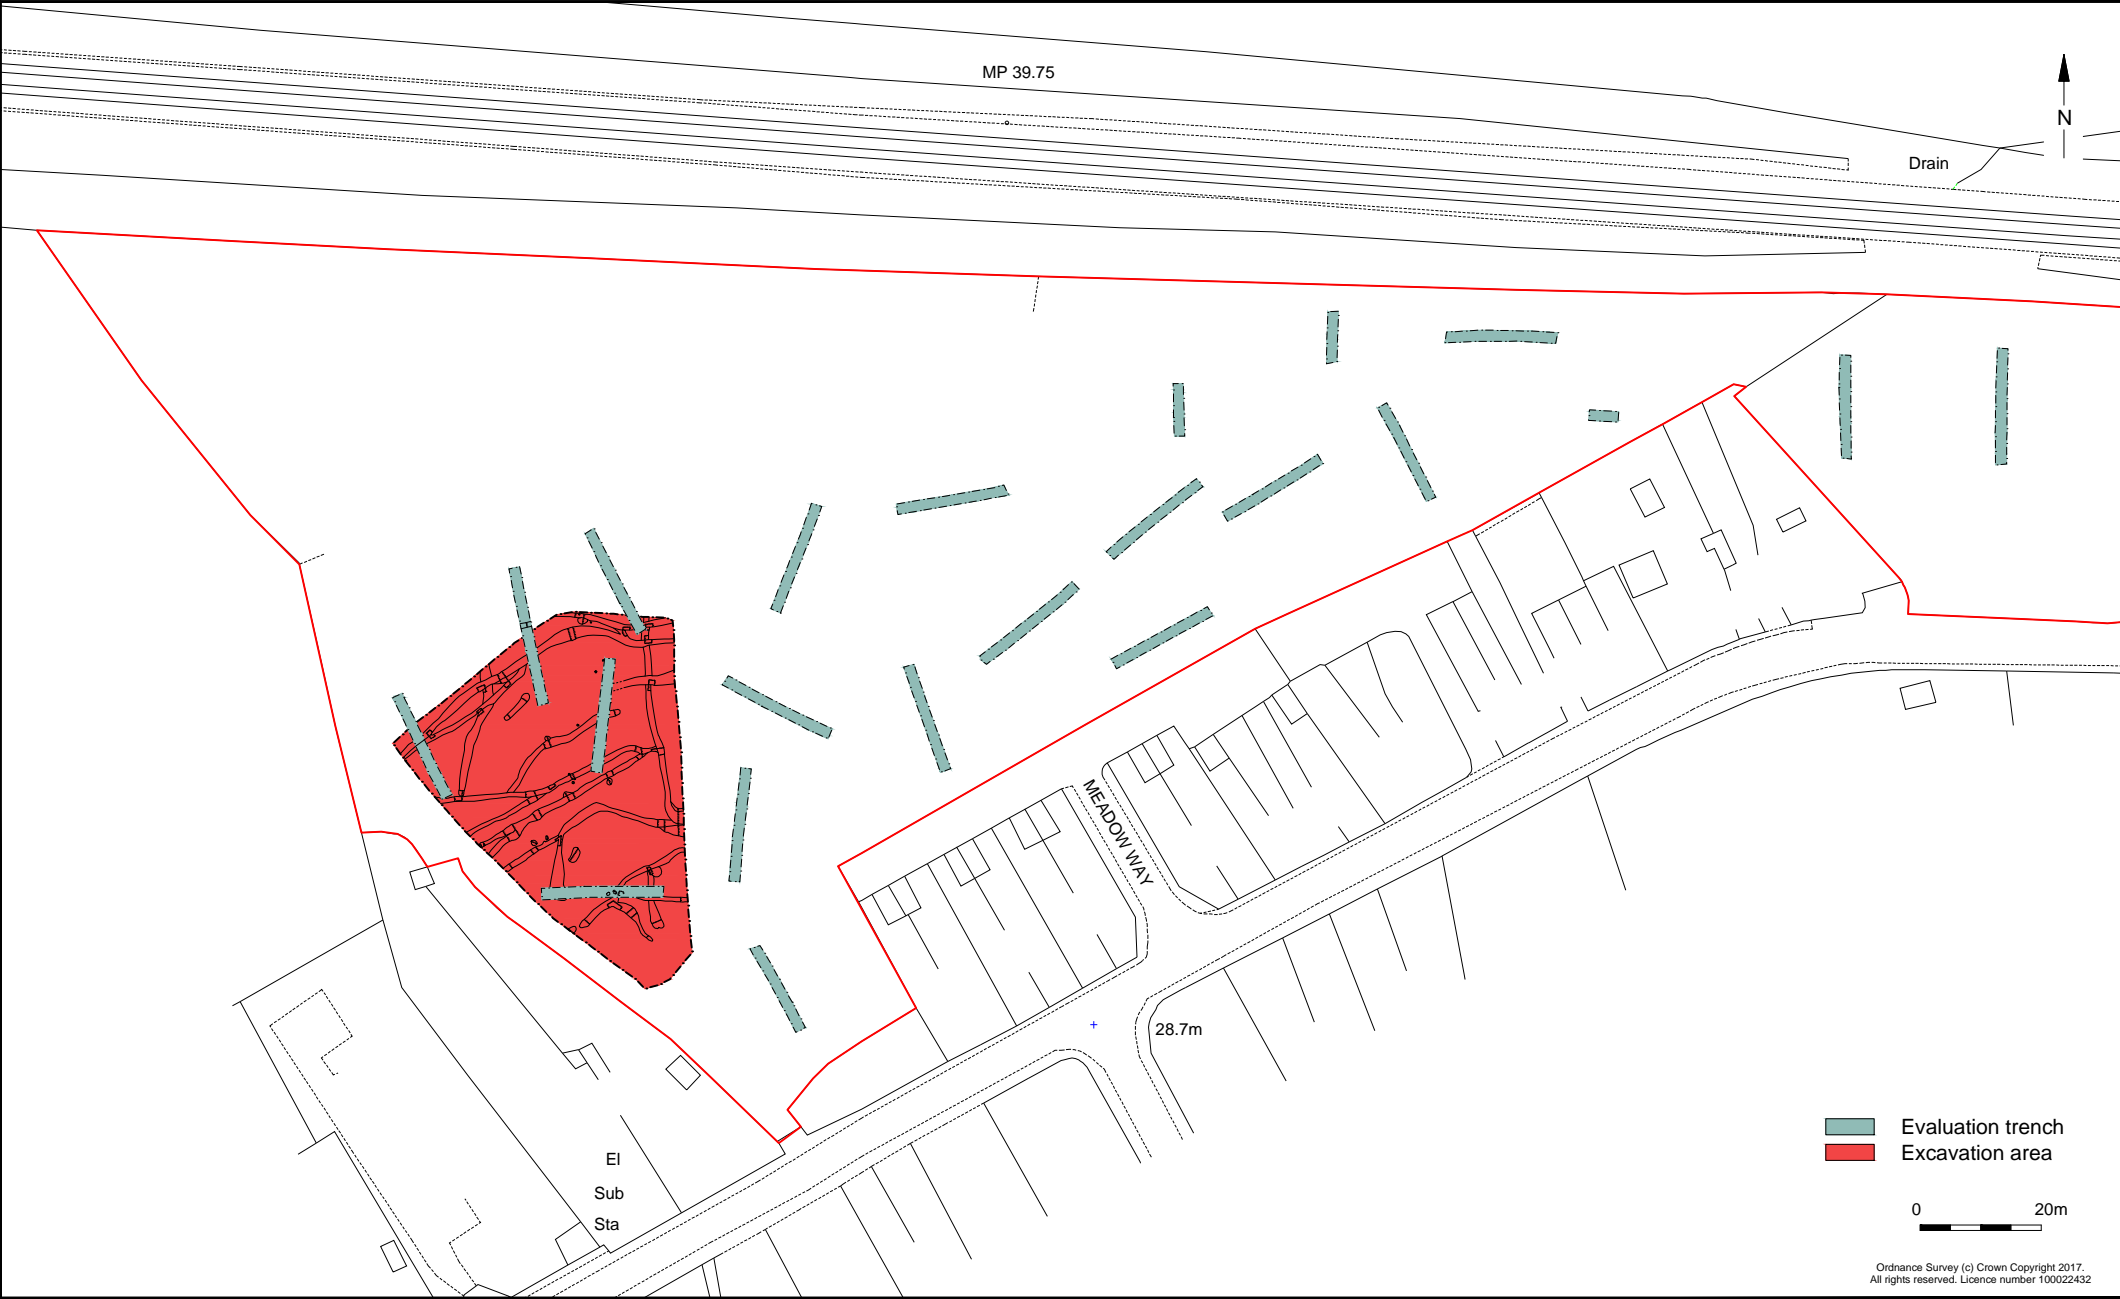 MP 39.75
N
Drain
MEADOW WAY
28.7m
El
Sub
Sta
Evaluation trench
Excavation area
0 20m
Ordnance Survey (c) Crown Copyright 2017.
All rights reserved. Licence number 100022432